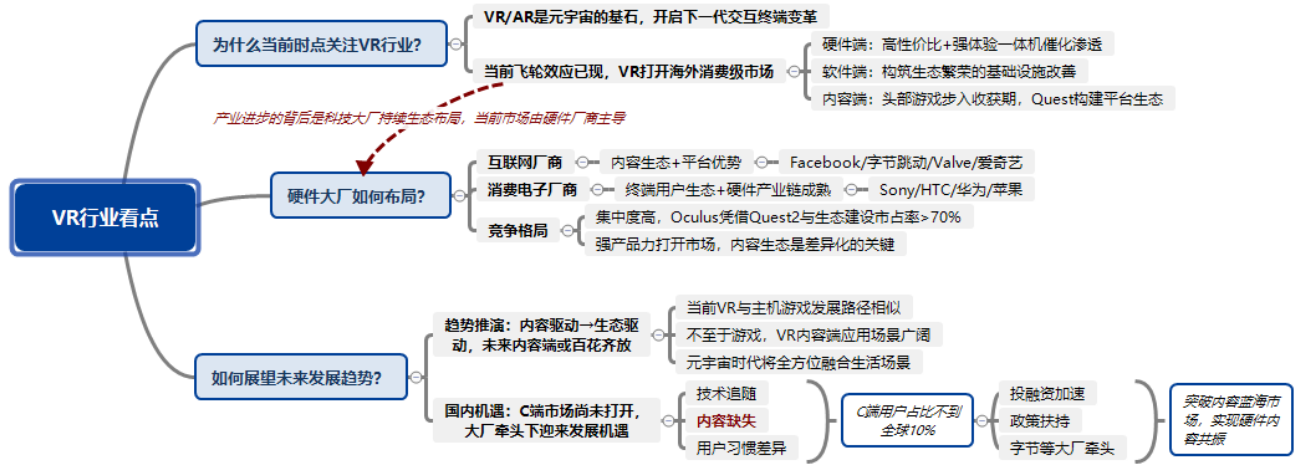 VR行业看点
为什么当前时点关注VR行业？
VR/AR是元宇宙的基石，开启下一代交互终端变革
当前飞轮效应已现，VR打开海外消费级市场
硬件端：高性价比+强体验一体机催化渗透
软件端：构筑生态繁荣的基础设施改善
内容端：头部游戏步入收获期，Quest构建平台生态
产业进步的背后是科技大厂持续生态布局，当前市场由硬件厂商主导
硬件大厂如何布局？
互联网厂商
内容生态+平台优势
Facebook/字节跳动/Valve/爱奇艺
消费电子厂商
终端用户生态+硬件产业链成熟
Sony/HTC/华为/苹果
竞争格局
集中度高，Oculus凭借Quest2与生态建设市占率>70%
强产品力打开市场，内容生态是差异化的关键
如何展望未来发展趋势？
趋势推演：内容驱动→生态驱
动，未来内容端或百花齐放
当前VR与主机游戏发展路径相似
不至于游戏，VR内容端应用场景广阔
元宇宙时代将全方位融合生活场景
国内机遇：C端市场尚未打开，
大厂牵头下迎来发展机遇
技术追随
内容缺失
用户习惯差异
C端用户占比不到
全球10%
投融资加速
政策扶持
字节等大厂牵头
突破内容蓝海市
场，实现硬件内
容共振